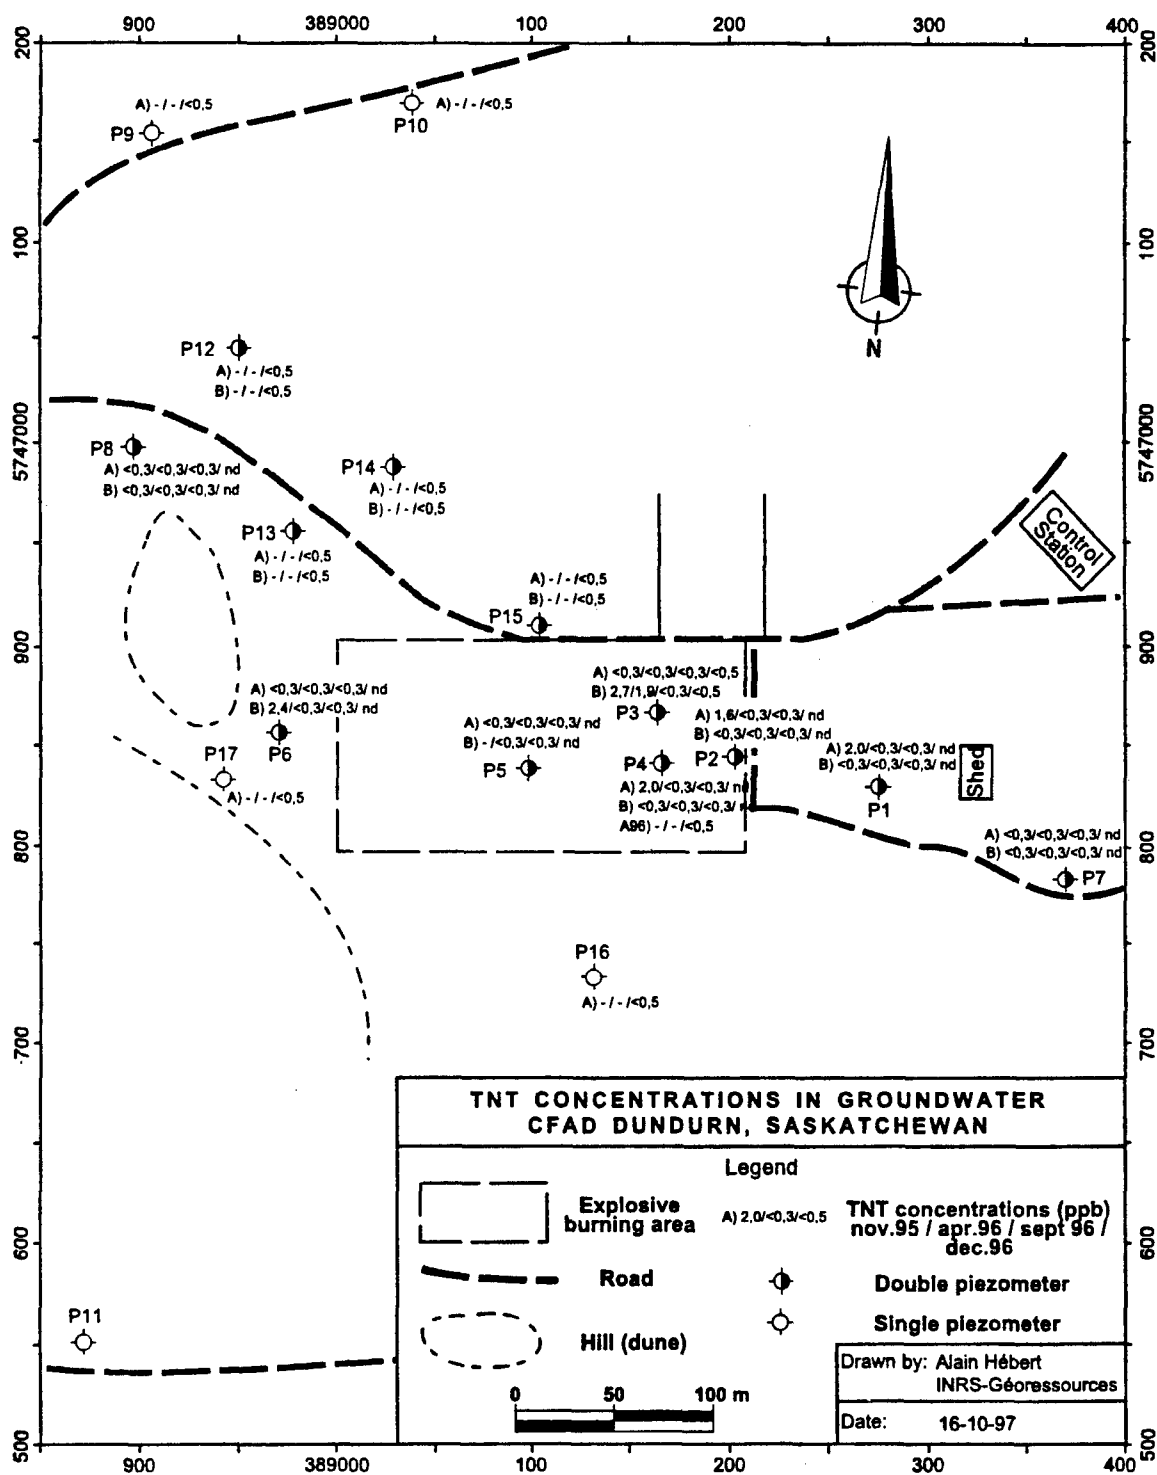 900 389000 100 200 300 400
200 200
A) - / - /<0,5
P9
A) - / - /<0,5
P10
100 100
N
P12
A) - / - /<0,5
B) - / - /<0,5
5747000 5747000
P8
A) <0,3/<0,3/<0,3/ nd
B) <0,3/<0,3/<0,3/ nd
P14
A) - / - /<0,5
B) - / - /<0,5
Control
Station
P13
A) - / - /<0,5
B) - / - /<0,5
A) - / - /<0,5
B) - / - /<0,5
P15
900 900
A) <0,3/<0,3/<0,3/ nd
B) 2,4/<0,3/<0,3/ nd
P6
A) <0,3/<0,3/<0,3/<0,5
B) 2,7/1,9/<0,3/<0,5
P3
A) <0,3/<0,3/<0,3/ nd
B) - /<0,3/<0,3/ nd
P5
A) 1,6/<0,3/<0,3/ nd
B) <0,3/<0,3/<0,3/ nd
P2
P4
A) 2,0/<0,3/<0,3/ nd
B) <0,3/<0,3/<0,3/
A96) - / - /<0,5
A) 2,0/<0,3/<0,3/ nd
B) <0,3/<0,3/<0,3/ nd
P1
Shed
P17
A) - / - /<0,5
800 800
A) <0,3/<0,3/<0,3/ nd
B) <0,3/<0,3/<0,3/ nd
P7
P16
A) - / - /<0,5
700 700
TNT CONCENTRATIONS IN GROUNDWATER
CFAD DUNDURN, SASKATCHEWAN
Legend
Explosive
burning area
A) 2,0/<0,3/<0,5
TNT concentrations (ppb)
nov.95 / apr.96 / sept 96 /
dec.96
600 600
Road
Double piezometer
Hill (dune)
Single piezometer
P11
0 50 100 m
Drawn by: Alain Hébert
INRS-Géoressources
Date: 16-10-97
500 500
900 389000 100 200 300 400